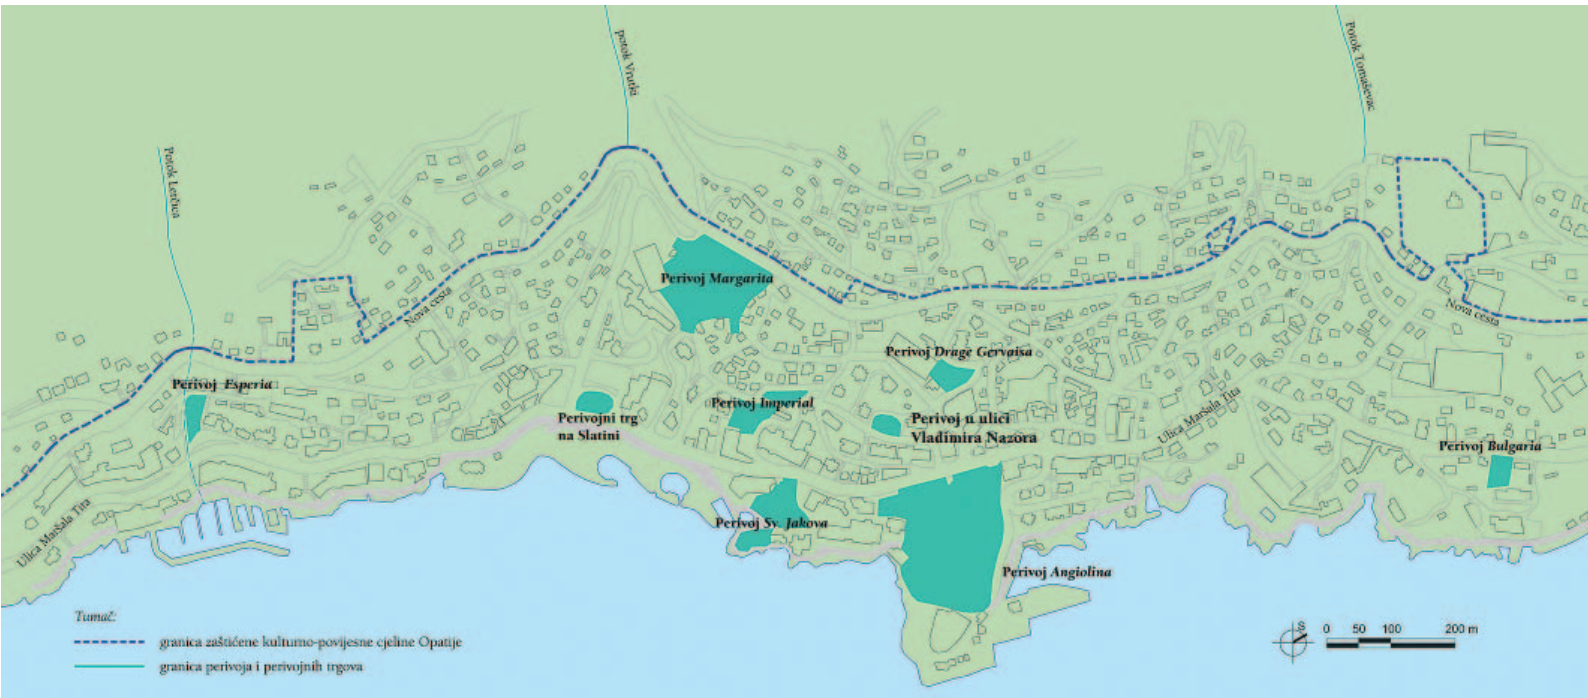 potok Vrutki
Potok Tomaševac
Potok Lerčica
Perivoj Margarita
Nova cesta
Nova cesta
Perivoj Drage Gervaisa
Perivoj Esperia
Perivoj Imperial
Perivojni trg
na Slatini
Perivoj u ulici
Vladimira Nazora
Ulica Maršala Tita
Perivoj Bulgaria
Ulica Maršala Tita
Perivoj Sv. Jakova
Perivoj Angiolina
Tumač:
granica zaštićene kulturno-povijesne cjeline Opatije
granica perivoja i perivojnih trgova
S
0 50 100 200 m